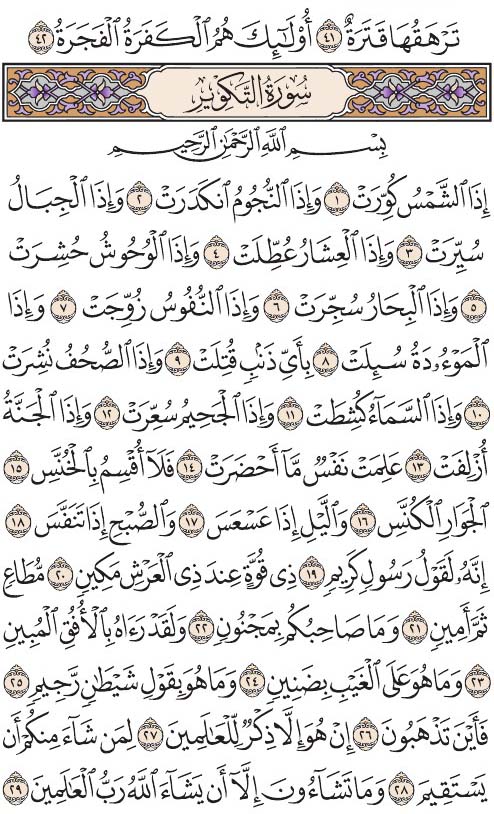 تَرۡهَقُهَا قَتَرَةٌ ٤١ أُوْلَٰٓئِكَ هُمُ ٱلۡكَفَرَةُ ٱلۡفَجَرَةُ ٤٢
سُورَةُ التَّكۡوِيرِ
بِسۡمِ ٱللَّهِ ٱلرَّحۡمَٰنِ ٱلرَّحِيمِ
إِذَا ٱلشَّمۡسُ كُوِّرَتۡ ١ وَإِذَا ٱلنُّجُومُ ٱنكَدَرَتۡ ٢ وَإِذَا ٱلۡجِبَالُ
سُيِّرَتۡ ٣ وَإِذَا ٱلۡعِشَارُ عُطِّلَتۡ ٤ وَإِذَا ٱلۡوُحُوشُ حُشِرَتۡ
٥ وَإِذَا ٱلۡبِحَارُ سُجِّرَتۡ ٦ وَإِذَا ٱلنُّفُوسُ زُوِّجَتۡ ٧ وَإِذَا
ٱلۡمَوۡءُۥدَةُ سُئِلَتۡ ٨ بِأَيِّ ذَنۢبٖ قُتِلَتۡ ٩ وَإِذَا ٱلصُّحُفُ نُشِرَتۡ
١٠ وَإِذَا ٱلسَّمَآءُ كُشِطَتۡ ١١ وَإِذَا ٱلۡجَحِيمُ سُعِّرَتۡ ١٢ وَإِذَا ٱلۡجَنَّةُ
أُزۡلِفَتۡ ١٣ عَلِمَتۡ نَفۡسٞ مَّآ أَحۡضَرَتۡ ١٤ فَلَآ أُقۡسِمُ بِٱلۡخُنَّسِ ١٥
ٱلۡجَوَارِ ٱلۡكُنَّسِ ١٦ وَٱلَّيۡلِ إِذَا عَسۡعَسَ ١٧ وَٱلصُّبۡحِ إِذَا تَنَفَّسَ ١٨
إِنَّهُۥ لَقَوۡلُ رَسُولٖ كَرِيمٖ ١٩ ذِي قُوَّةٍ عِندَ ذِي ٱلۡعَرۡشِ مَكِينٖ ٢٠ مُّطَاعٖ
ثَمَّ أَمِينٖ ٢١ وَمَا صَاحِبُكُم بِمَجۡنُونٖ ٢٢ وَلَقَدۡ رَءَاهُ بِٱلۡأُفُقِ ٱلۡمُبِينِ
٢٣ وَمَا هُوَ عَلَى ٱلۡغَيۡبِ بِضَنِينٖ ٢٤ وَمَا هُوَ بِقَوۡلِ شَيۡطَٰنٖ رَّجِيمٖ ٢٥
فَأَيۡنَ تَذۡهَبُونَ ٢٦ إِنۡ هُوَ إِلَّا ذِكۡرٞ لِّلۡعَٰلَمِينَ ٢٧ لِمَن شَآءَ مِنكُمۡ أَن
يَسۡتَقِيمَ ٢٨ وَمَا تَشَآءُونَ إِلَّآ أَن يَشَآءَ ٱللَّهُ رَبُّ ٱلۡعَٰلَمِينَ ٢٩